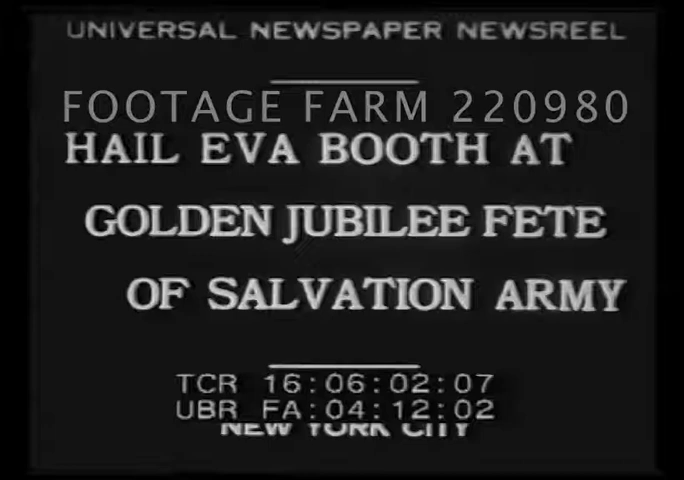 UNIVERSAL NEWSPAPER NEWSREEL
FOOTAGE FARM 220980
HAIL EVA BOOTH AT
GOLDEN JUBILEE FETE
OF SALVATION ARMY
TCR 16:06:02:07
UBR FA:04:12:02
NEW YORK CITY